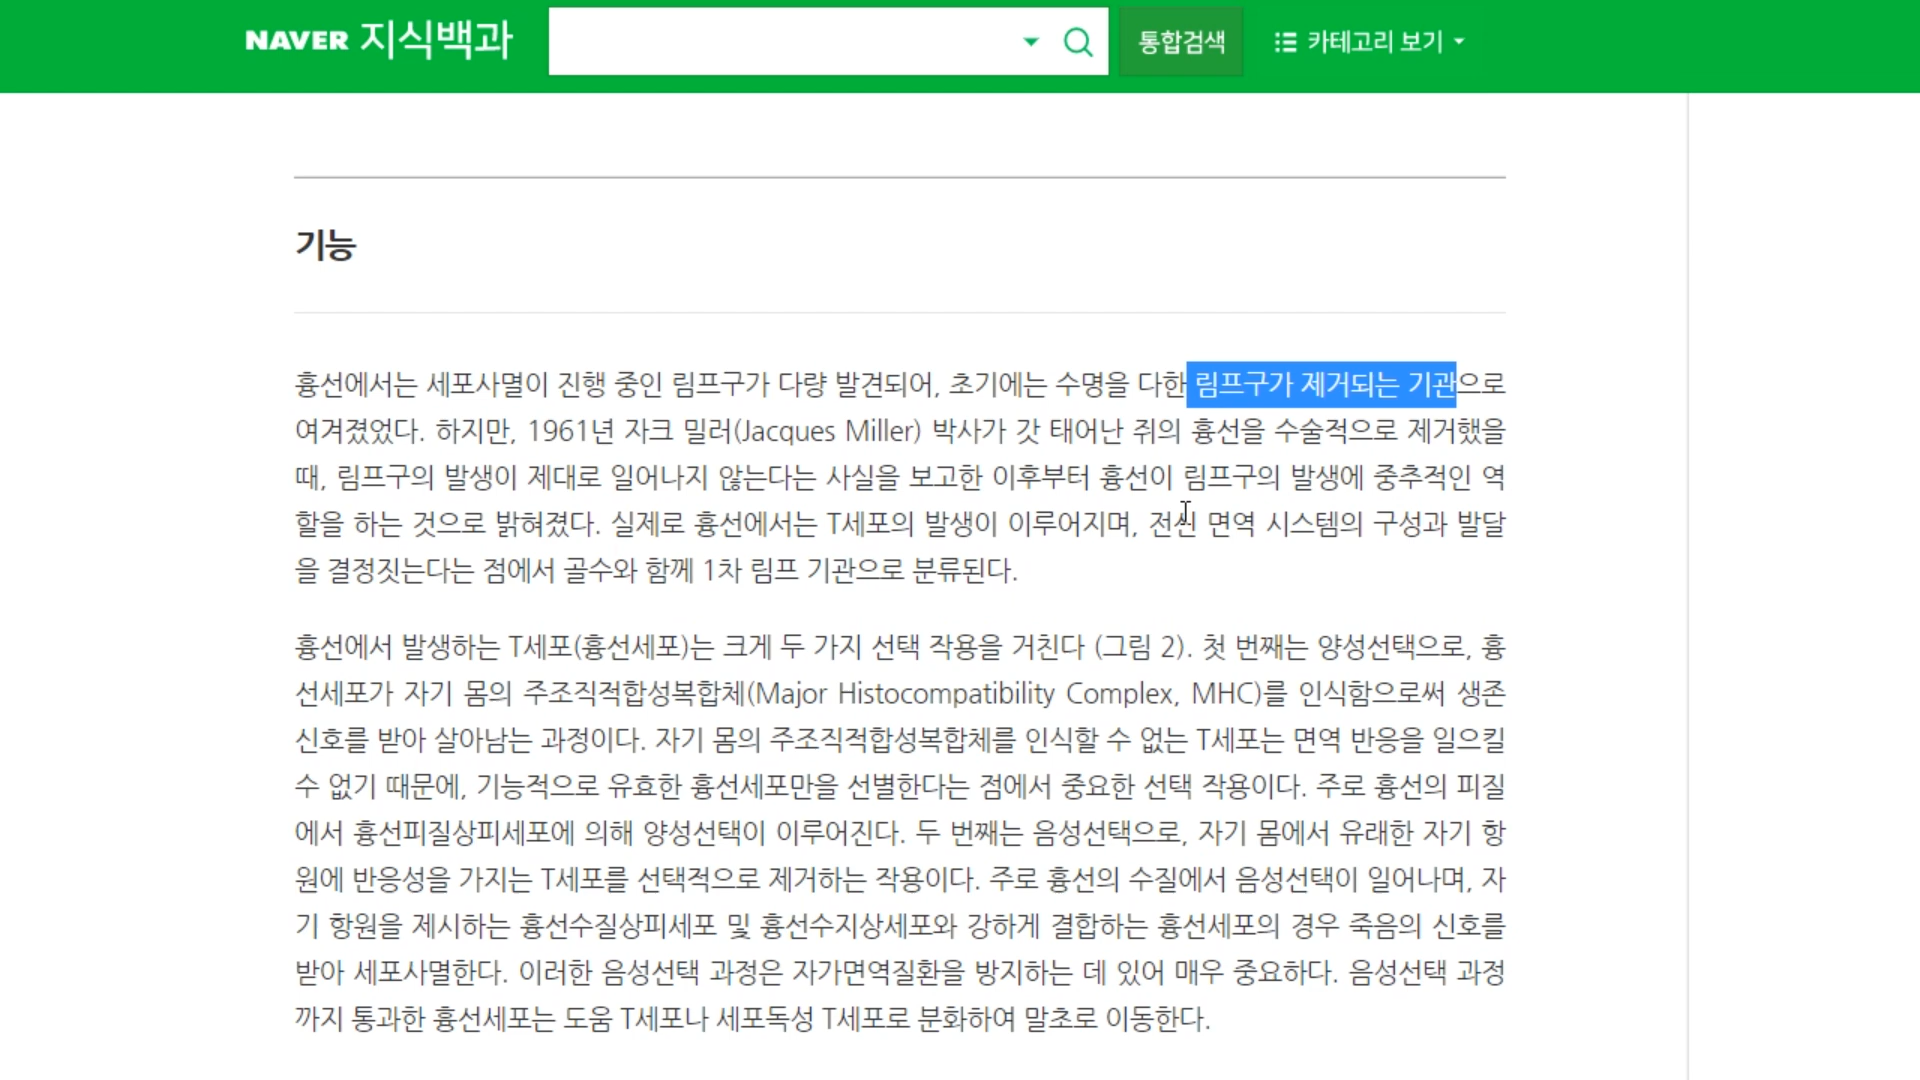 NAVER 지식백과
통합검색
카테고리 보기
기능
흉선에서는 세포사멸이 진행 중인 림프구가 다량 발견되어, 초기에는 수명을 다한 림프구가 제거되는 기관으로
여겨졌었다. 하지만, 1961년 자크 밀러(Jacques Miller) 박사가 갓 태어난 쥐의 흉선을 수술적으로 제거했을
때, 림프구의 발생이 제대로 일어나지 않는다는 사실을 보고한 이후부터 흉선이 림프구의 발생에 중추적인 역
할을 하는 것으로 밝혀졌다. 실제로 흉선에서는 T세포의 발생이 이루어지며, 전신 면역 시스템의 구성과 발달
을 결정짓는다는 점에서 골수와 함께 1차 림프 기관으로 분류된다.
흉선에서 발생하는 T세포(흉선세포)는 크게 두 가지 선택 작용을 거친다 (그림 2). 첫 번째는 양성선택으로, 흉
선세포가 자기 몸의 주조직적합성복합체(Major Histocompatibility Complex, MHC)를 인식함으로써 생존
신호를 받아 살아남는 과정이다. 자기 몸의 주조직적합성복합체를 인식할 수 없는 T세포는 면역 반응을 일으킬
수 없기 때문에, 기능적으로 유효한 흉선세포만을 선별한다는 점에서 중요한 선택 작용이다. 주로 흉선의 피질
에서 흉선피질상피세포에 의해 양성선택이 이루어진다. 두 번째는 음성선택으로, 자기 몸에서 유래한 자기 항
원에 반응성을 가지는 T세포를 선택적으로 제거하는 작용이다. 주로 흉선의 수질에서 음성선택이 일어나며, 자
기 항원을 제시하는 흉선수질상피세포 및 흉선수지상세포와 강하게 결합하는 흉선세포의 경우 죽음의 신호를
받아 세포사멸한다. 이러한 음성선택 과정은 자가면역질환을 방지하는 데 있어 매우 중요하다. 음성선택 과정
까지 통과한 흉선세포는 도움 T세포나 세포독성 T세포로 분화하여 말초로 이동한다.